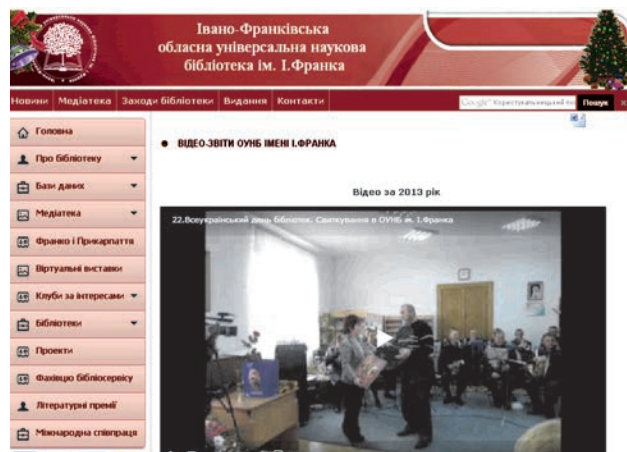 Івано-Франківська
обласна універсальна наукова
бібліотека ім. І.Франка
Новини Медіатека Заходи бібліотеки Видання Контакти
Пошук
Головна
Про бібліотеку
Бази даних
Медіатека
Франко і Прикарпаття
Віртуальні виставки
Клуби за інтересами
Бібліотеки
Проекти
Фахівцю бібліосервісу
Літературні премії
Міжнародна співпраця
ВІДЕО-ЗВІТИ ОУНБ ІМЕНІ І.ФРАНКА
Відео за 2013 рік
22.Всеукраїнський день бібліотек. Святкування в ОУНБ ім. І.Франка